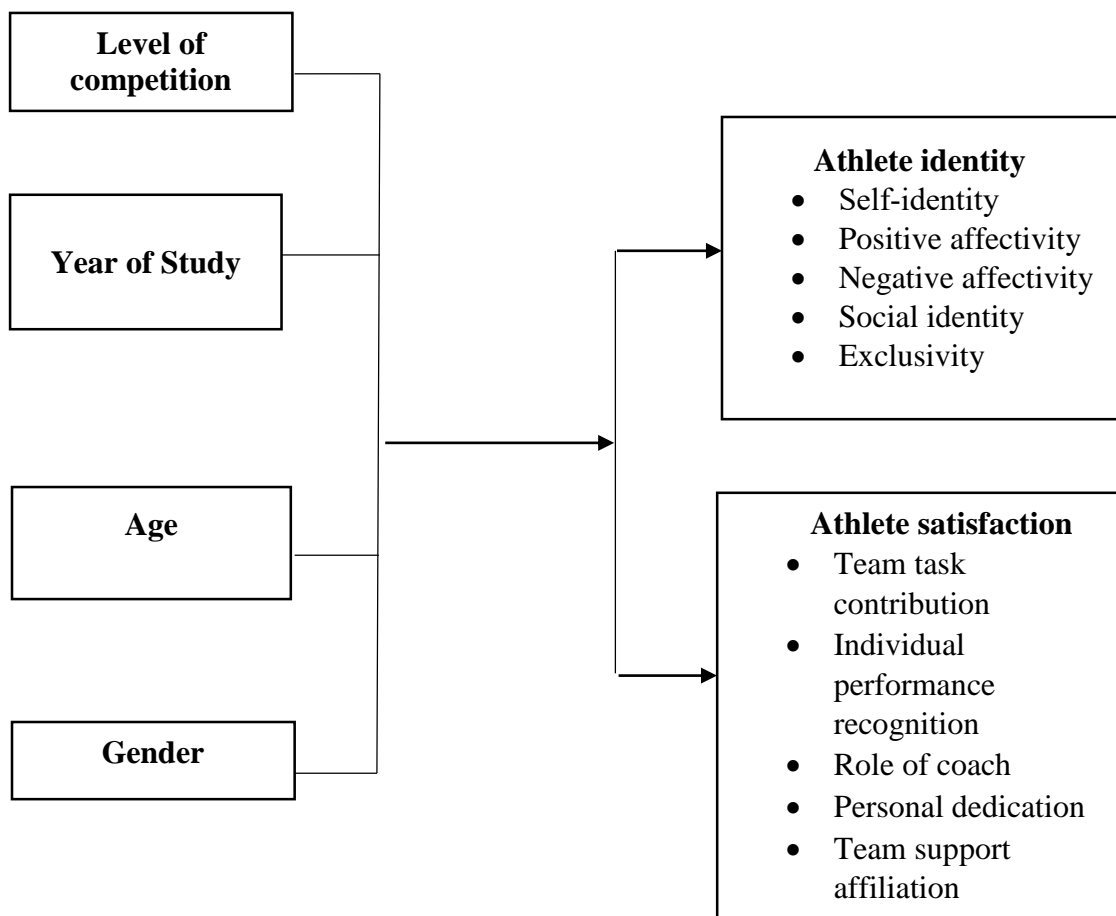 Level of
competition
Year of Study
Age
Gender
Athlete identity
• Self-identity
• Positive affectivity
• Negative affectivity
• Social identity
• Exclusivity
Athlete satisfaction
• Team task
contribution
• Individual
performance
recognition
• Role of coach
• Personal dedication
• Team support
affiliation